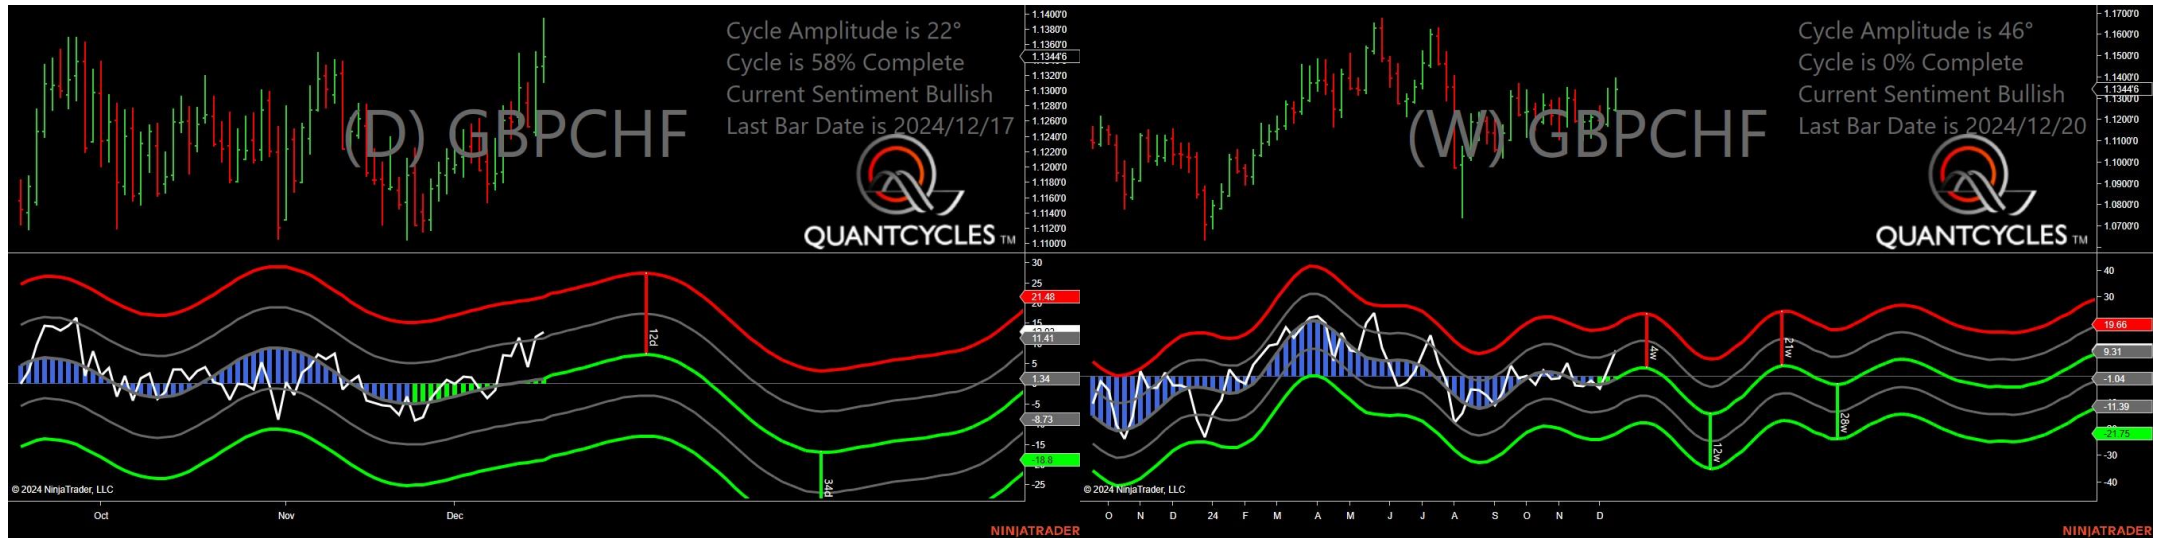 Cycle Amplitude is 22°
Cycle is 58% Complete
Current Sentiment Bullish
Last Bar Date is 2024/12/17
(D) GBPCHF
QUANTCYCLES TM
1.1400'0
1.1380'0
1.1360'0
1.1344'6
1.1320'0
1.1300'0
1.1280'0
1.1260'0
1.1240'0
1.1220'0
1.1200'0
1.1180'0
1.1160'0
1.1140'0
1.1120'0
1.1100'0
30
25
21.48
15
11.41
5
1.34
-5
-8.73
-15
-18.8
-25
12d
34d
© 2024 NinjaTrader, LLC
Oct
Nov
Dec
NINJATRADER
Cycle Amplitude is 46°
Cycle is 0% Complete
Current Sentiment Bullish
Last Bar Date is 2024/12/20
(W) GBPCHF
QUANTCYCLES TM
1.1700'0
1.1600'0
1.1500'0
1.1400'0
1.1344'6
1.1300'0
1.1200'0
1.1100'0
1.1000'0
1.0900'0
1.0800'0
1.0700'0
40
30
19.66
9.31
-1.04
-11.39
-21.75
-30
-40
4w
12w
21w
28w
© 2024 NinjaTrader, LLC
O
N
D
24
F
M
A
M
J
J
A
S
O
N
D
NINJATRADER